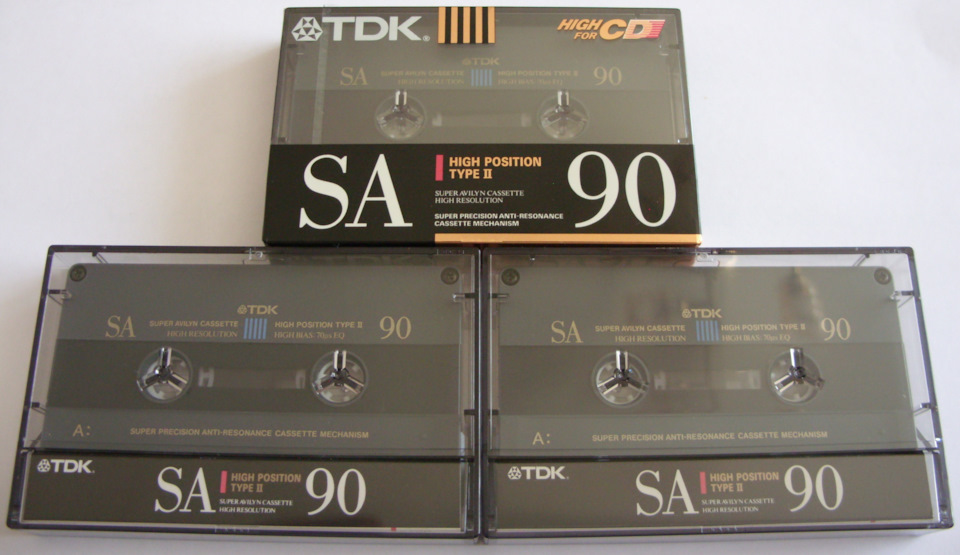 TDK®
HIGH FOR CD
TDK
SA SUPER AVILYN CASSETTE HIGH POSITION TYPE II 90
HIGH RESOLUTION HIGH BIAS 70µs EQ
SA HIGH POSITION TYPE II 90
SUPER AVILYN CASSETTE
HIGH RESOLUTION
SUPER PRECISION ANTI-RESONANCE
CASSETTE MECHANISM
TDK
SA SUPER AVILYN CASSETTE HIGH POSITION TYPE II 90
HIGH RESOLUTION HIGH BIAS 70µs EQ
A: SUPER PRECISION ANTI-RESONANCE CASSETTE MECHANISM
TDK.
SA HIGH POSITION TYPE II 90
SUPER AVILYN CASSETTE
HIGH RESOLUTION
TDK
SA SUPER AVILYN CASSETTE HIGH POSITION TYPE II 90
HIGH RESOLUTION HIGH BIAS 70µs EQ
A: SUPER PRECISION ANTI-RESONANCE CASSETTE MECHANISM
TDK.
SA HIGH POSITION TYPE II 90
SUPER AVILYN CASSETTE
HIGH RESOLUTION